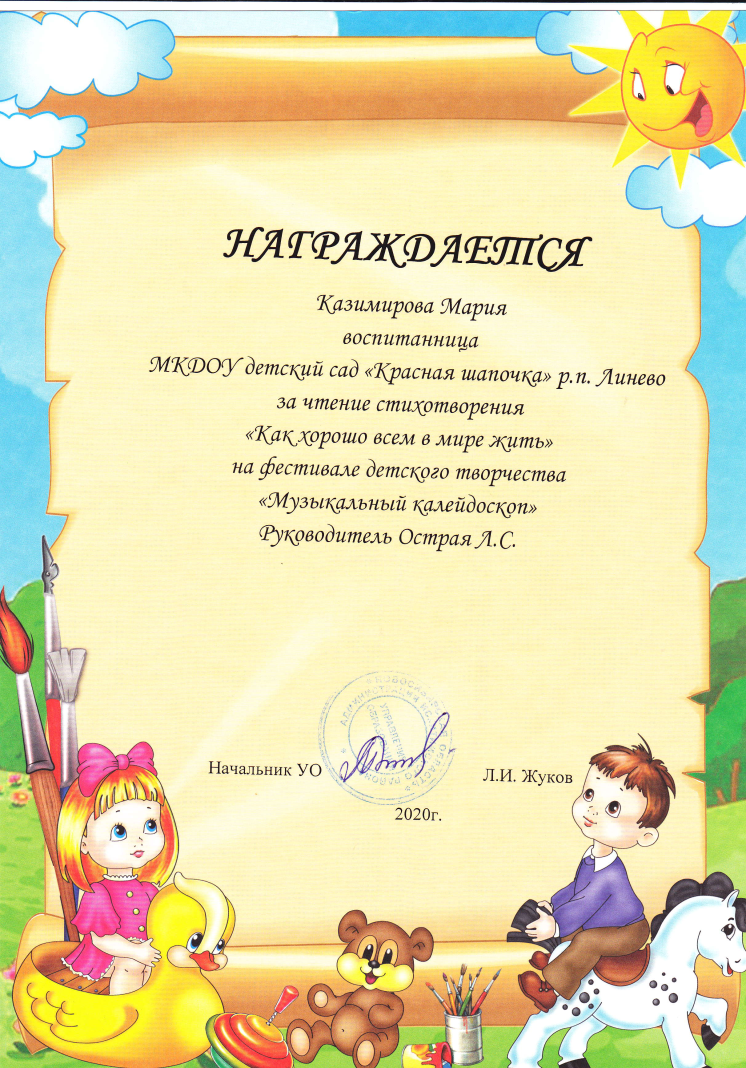 НАГРАЖДАЕТСЯ
Казимирова Мария
воспитанница
МКДОУ детский сад «Красная шапочка» р.п. Линево
за чтение стихотворения
«Как хорошо всем в мире жить»
на фестивале детского творчества
«Музыкальный калейдоскоп»
Руководитель Острая Л.С.
Начальник УО
Л.И. Жуков
2020г.